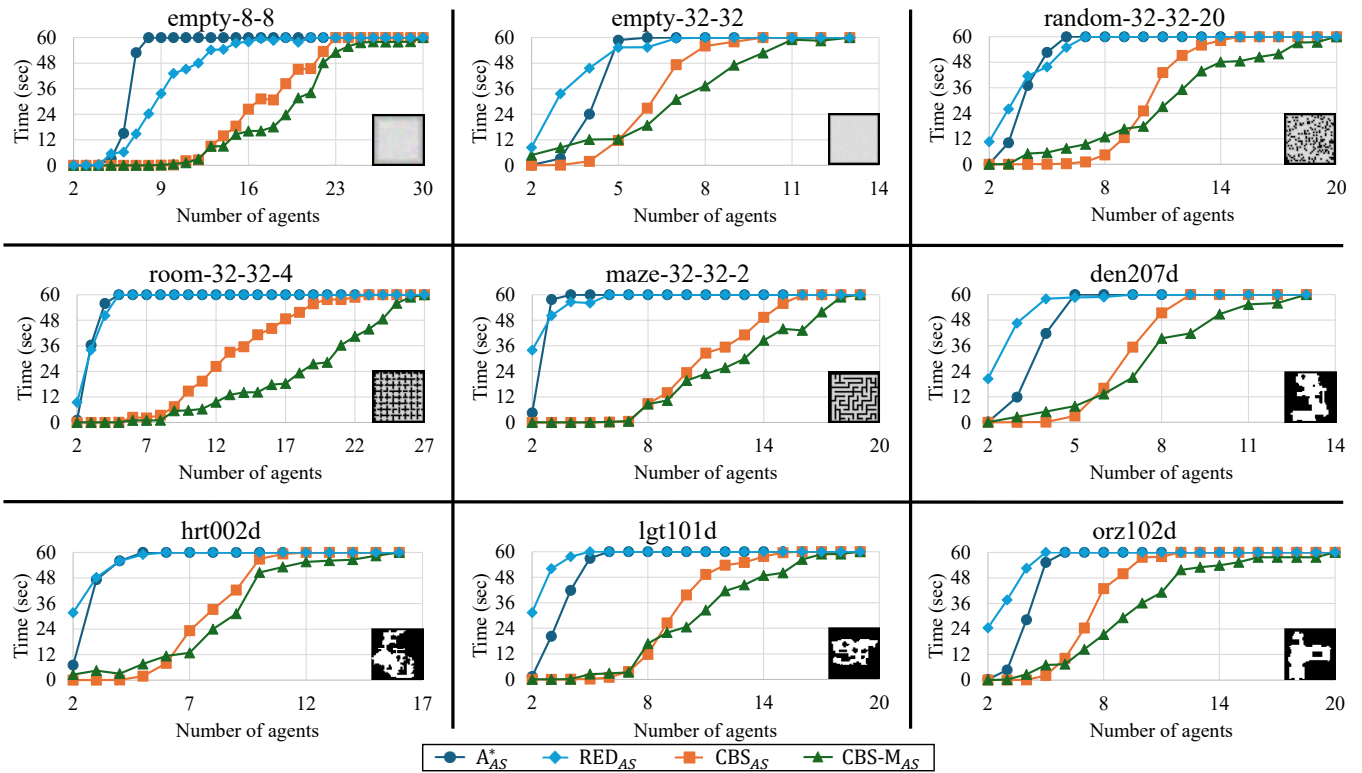 empty-8-8
empty-32-32
random-32-32-20
Time (sec)
60
48
36
24
12
0
2 9 16 23 30
Number of agents
Time (sec)
60
48
36
24
12
0
2 5 8 11 14
Number of agents
Time (sec)
60
48
36
24
12
0
2 8 14 20
Number of agents
room-32-32-4
maze-32-32-2
den207d
Time (sec)
60
48
36
24
12
0
2 7 12 17 22 27
Number of agents
Time (sec)
60
48
36
24
12
0
2 8 14 20
Number of agents
Time (sec)
60
48
36
24
12
0
2 5 8 11 14
Number of agents
hrt002d
lgt101d
orz102d
Time (sec)
60
48
36
24
12
0
2 7 12 17
Number of agents
Time (sec)
60
48
36
24
12
0
2 8 14 20
Number of agents
Time (sec)
60
48
36
24
12
0
2 8 14 20
Number of agents
A*AS REDAS CBSAS CBS-MAS